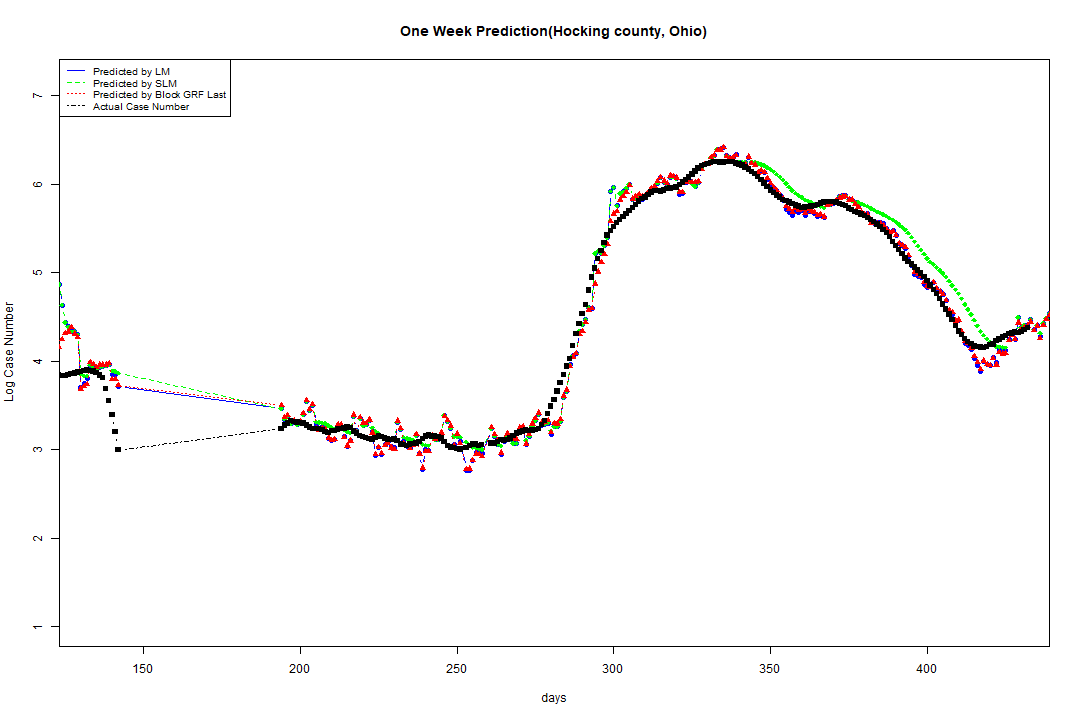 One Week Prediction(Hocking county, Ohio)
Predicted by LM
Predicted by SLM
Predicted by Block GRF Last
Actual Case Number
7
6
5
4
3
2
1
Log Case Number
150 200 250 300 350 400
days